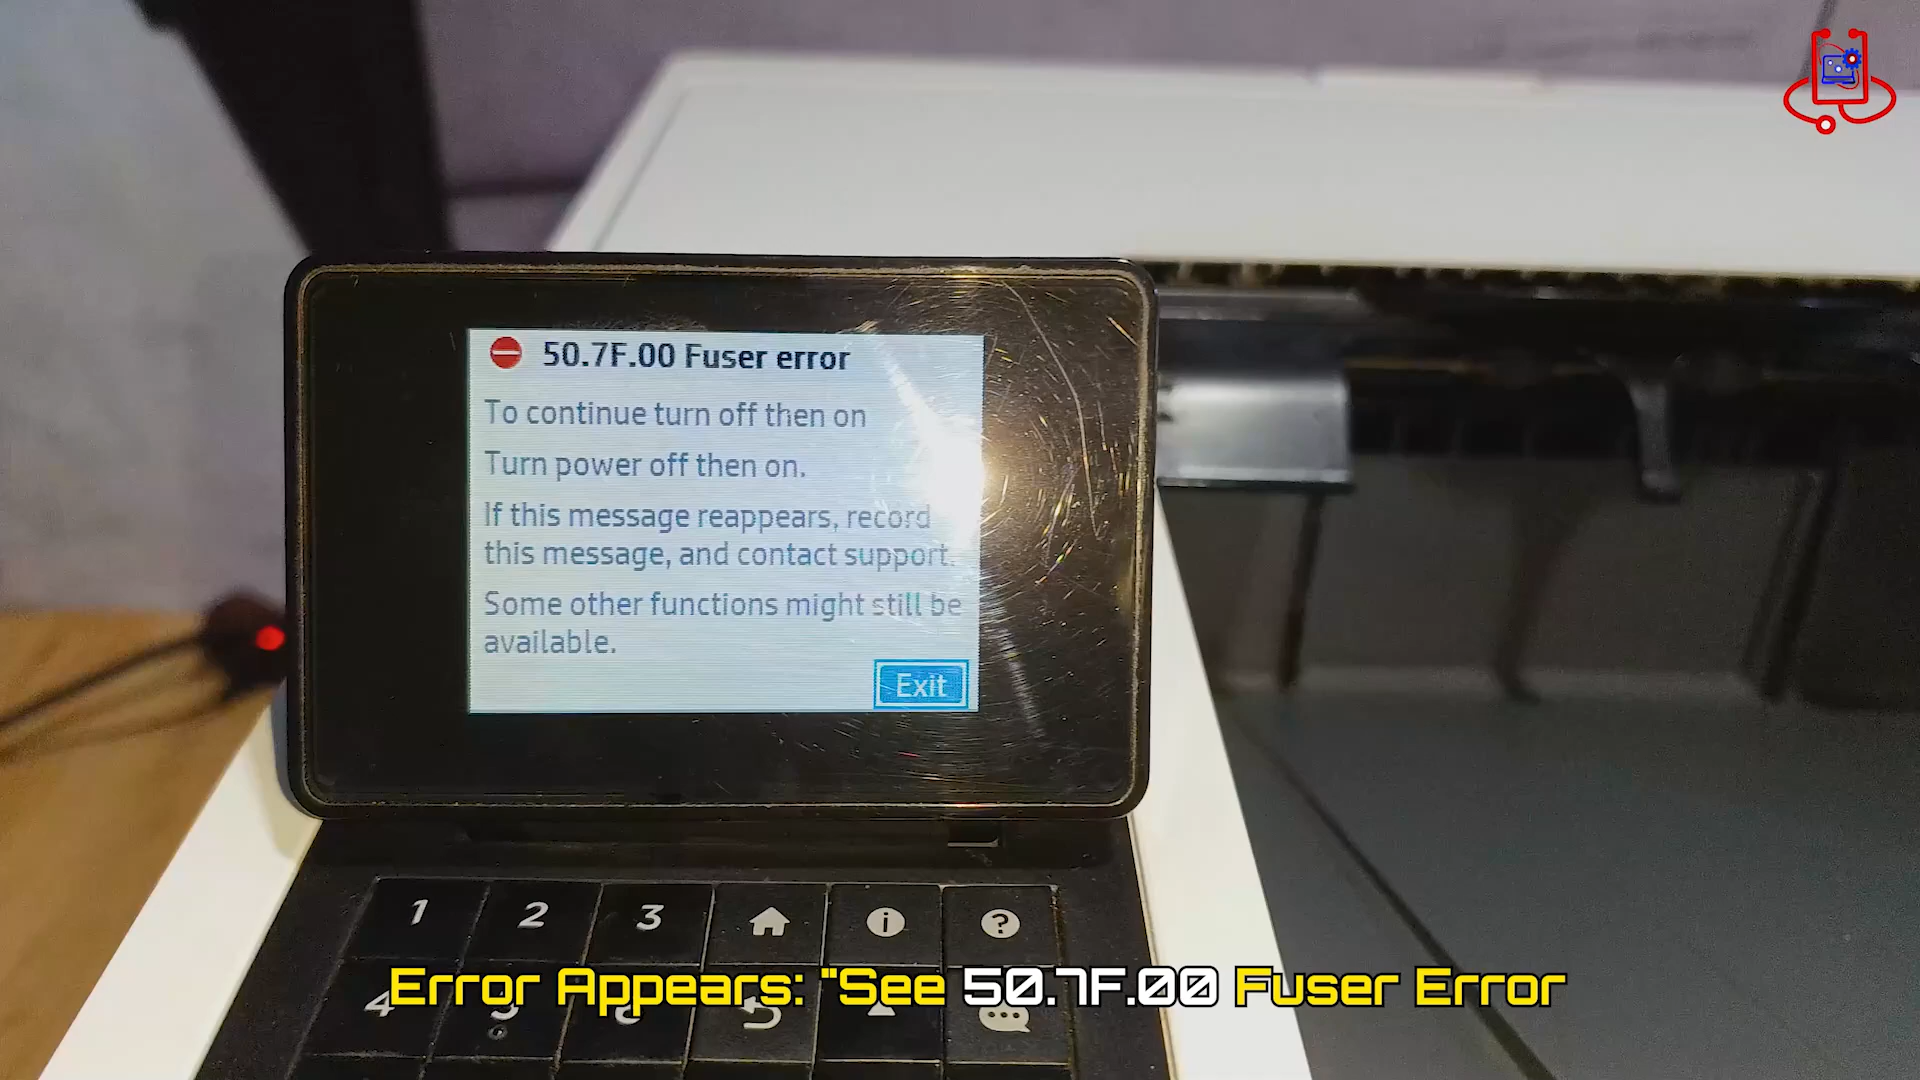 50.7F.00 Fuser error
To continue turn off then on
Turn power off then on.
If this message reappears, record
this message, and contact support.
Some other functions might still be
available.
Exit
1 2 3 i ?
4
Error Appears: "See 50.7F.00 Fuser Error